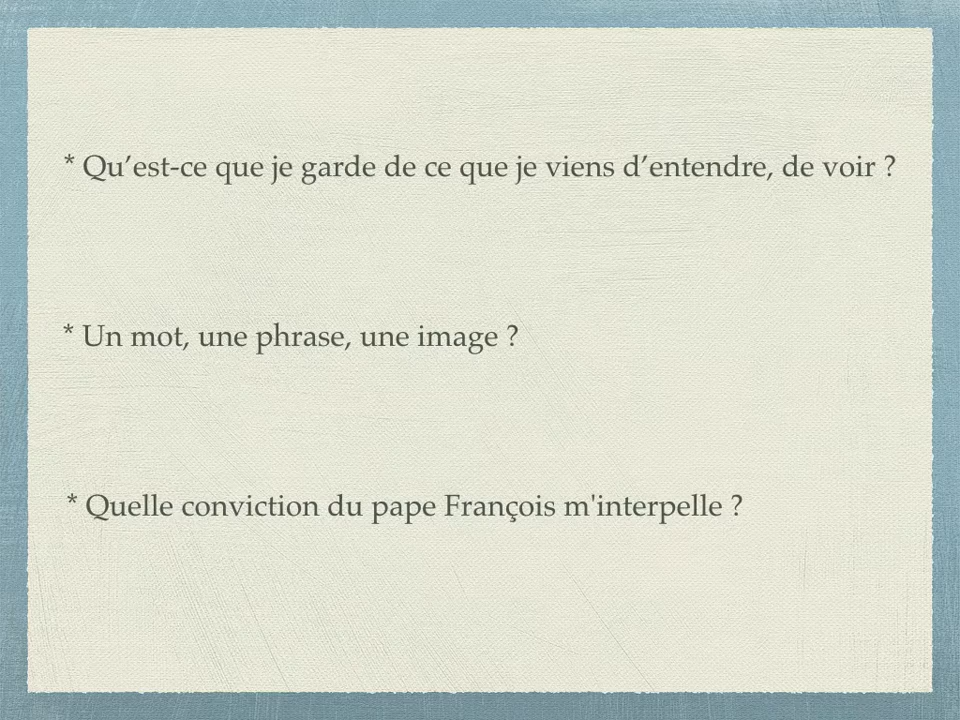 * Qu’est-ce que je garde de ce que je viens d’entendre, de voir ?
* Un mot, une phrase, une image ?
* Quelle conviction du pape François m'interpelle ?